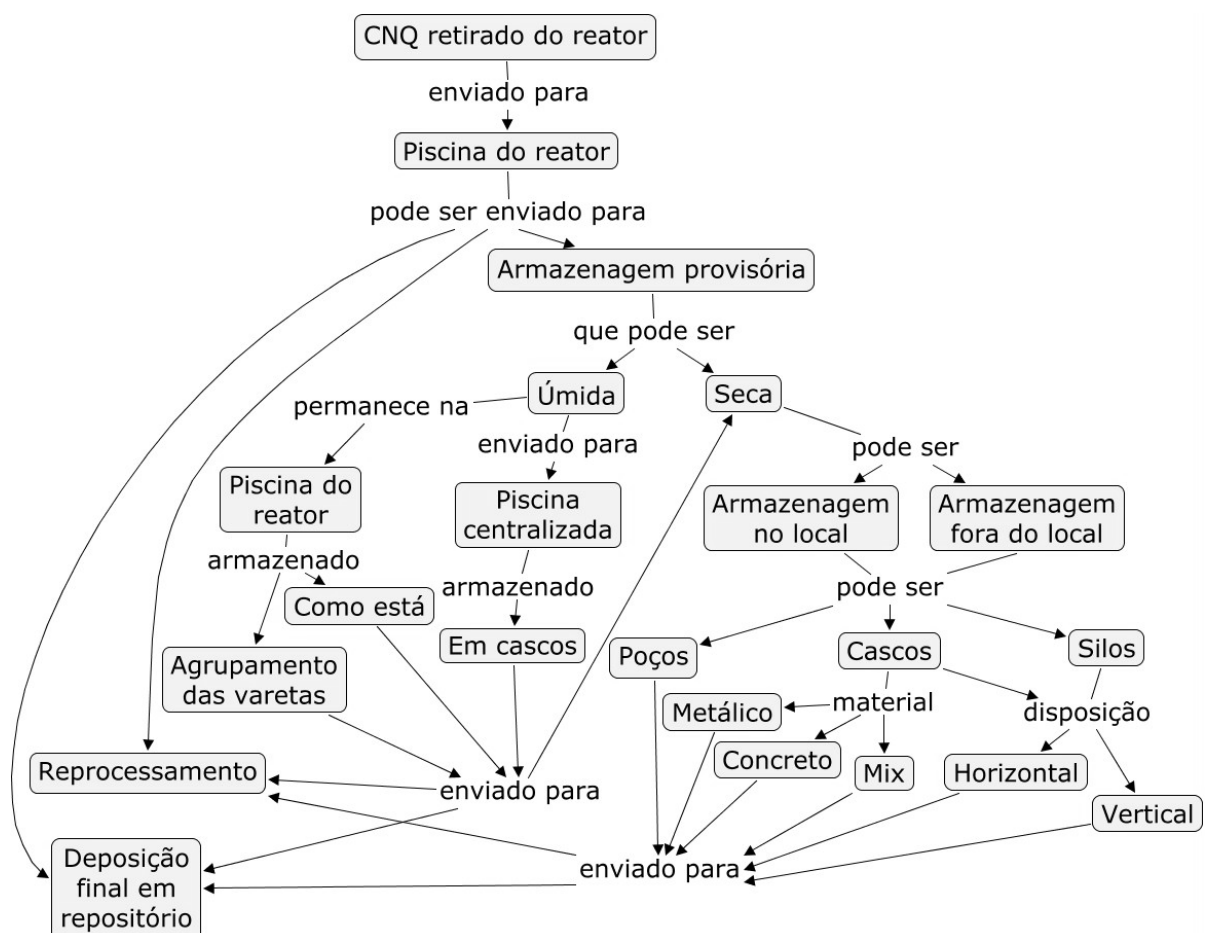 CNQ retirado do reator
enviado para
Piscina do reator
pode ser enviado para
Armazenagem provisória
que pode ser
Úmida
Seca
permanece na
enviado para
pode ser
Piscina do
reator
Piscina
centralizada
Armazenagem
no local
Armazenagem
fora do local
armazenado
armazenado
pode ser
Como está
Em cascos
Poços
Cascos
Silos
Agrupamento
das varetas
Metálico
material
disposição
Reprocessamento
enviado para
Concreto
Mix
Horizontal
Vertical
Deposição
final em
repositório
enviado para